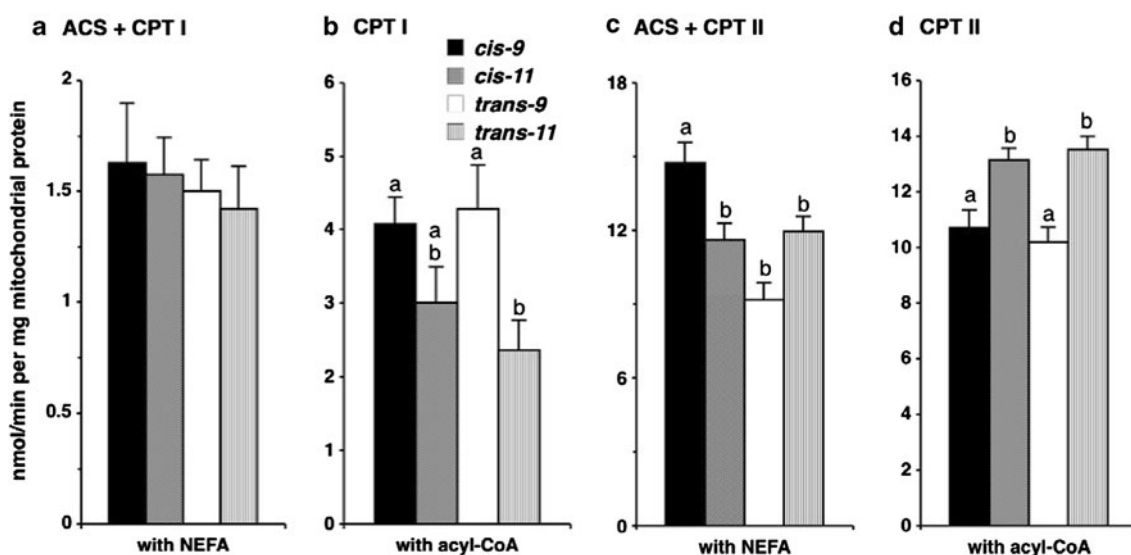 a ACS + CPT I
nmol/min per mg mitochondrial protein
2
1.5
1
0.5
0
with NEFA
b CPT I
cis-9
cis-11
trans-9
trans-11
6
5
4
3
2
1
0
a
a
b
a
b
with acyl-CoA
c ACS + CPT II
18
12
6
0
a
b
b
b
with NEFA
d CPT II
16
14
12
10
8
6
4
2
0
a
b
a
b
with acyl-CoA